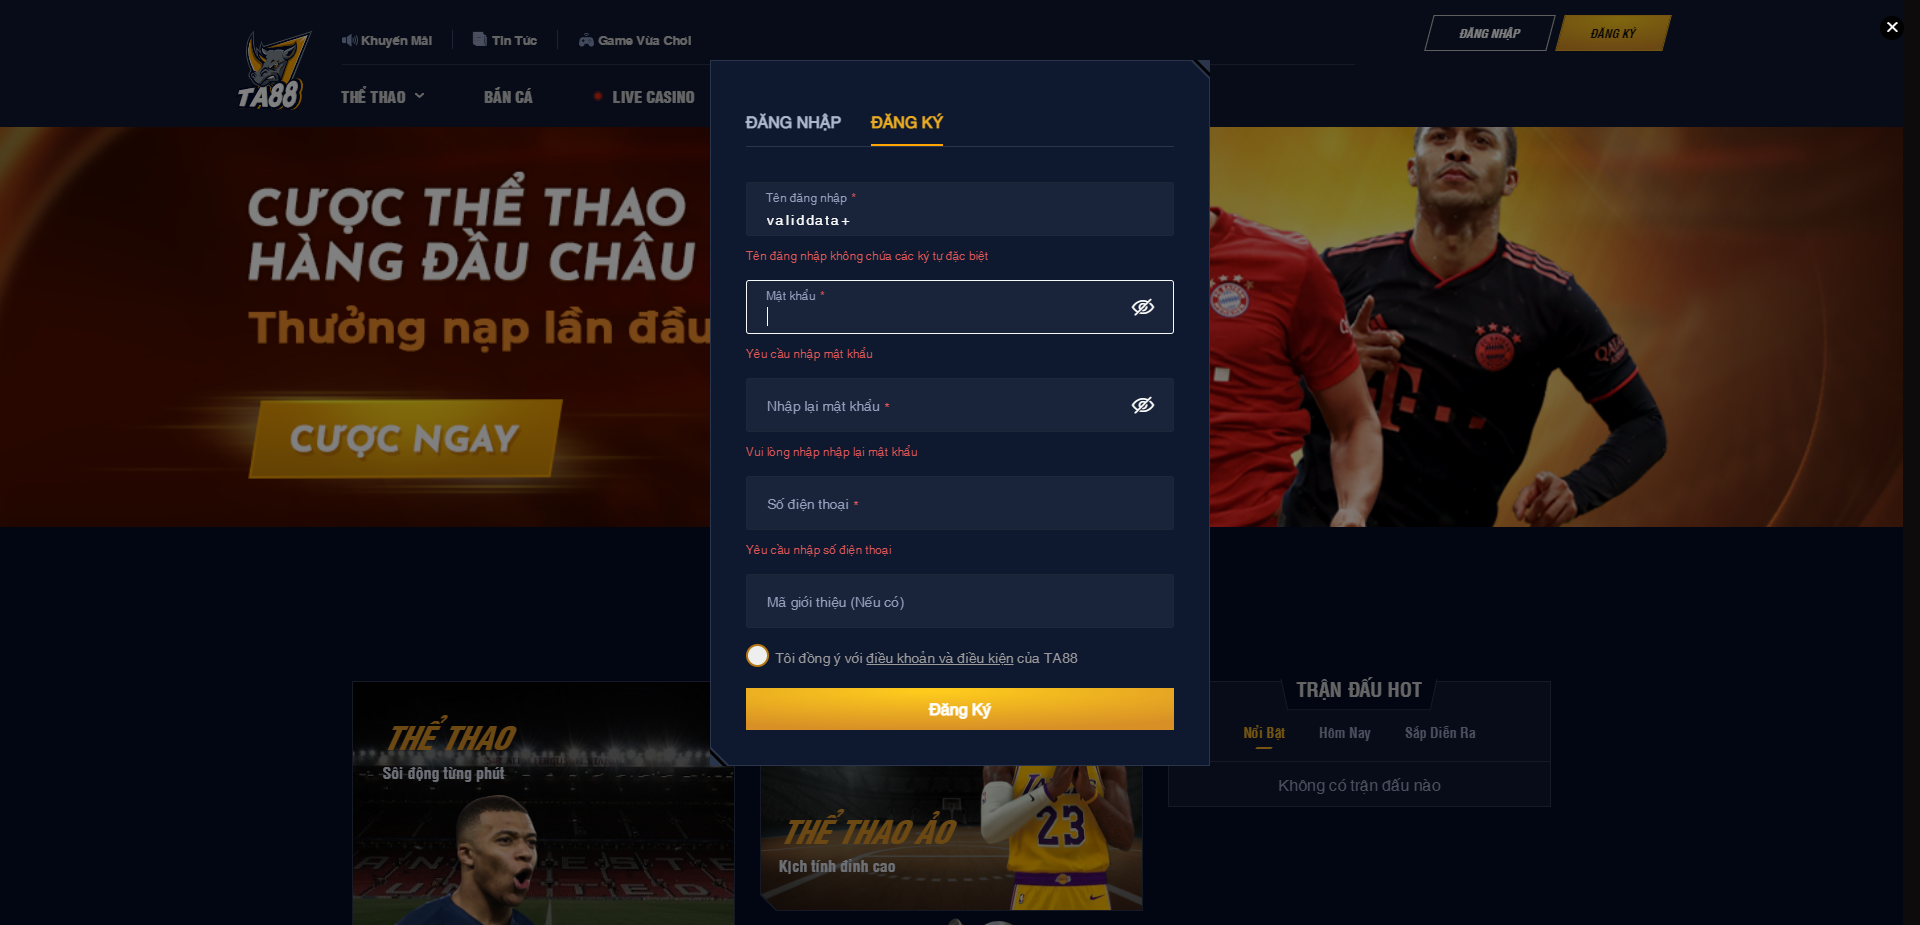 TA88
Khuyến Mãi
Tin Tức
Game Vừa Chơi
ĐĂNG NHẬP
ĐĂNG KÝ
THỂ THAO
BẮN CÁ
LIVE CASINO
CƯỢC THỂ THAO
HÀNG ĐẦU CHÂU
Thưởng nạp lần đầu
CƯỢC NGAY
ĐĂNG NHẬP
ĐĂNG KÝ
Tên đăng nhập *
validdata+
Tên đăng nhập không chứa các ký tự đặc biệt
Mật khẩu *
Yêu cầu nhập mật khẩu
Nhập lại mật khẩu *
Vui lòng nhập nhập lại mật khẩu
Số điện thoại *
Yêu cầu nhập số điện thoại
Mã giới thiệu (Nếu có)
Tôi đồng ý với điều khoản và điều kiện của TA88
Đăng Ký
THỂ THAO
Sôi động từng phút
THỂ THAO ẢO
Kịch tính đỉnh cao
23
TRẬN ĐẤU HOT
Nổi Bật
Hôm Nay
Sắp Diễn Ra
Không có trận đấu nào